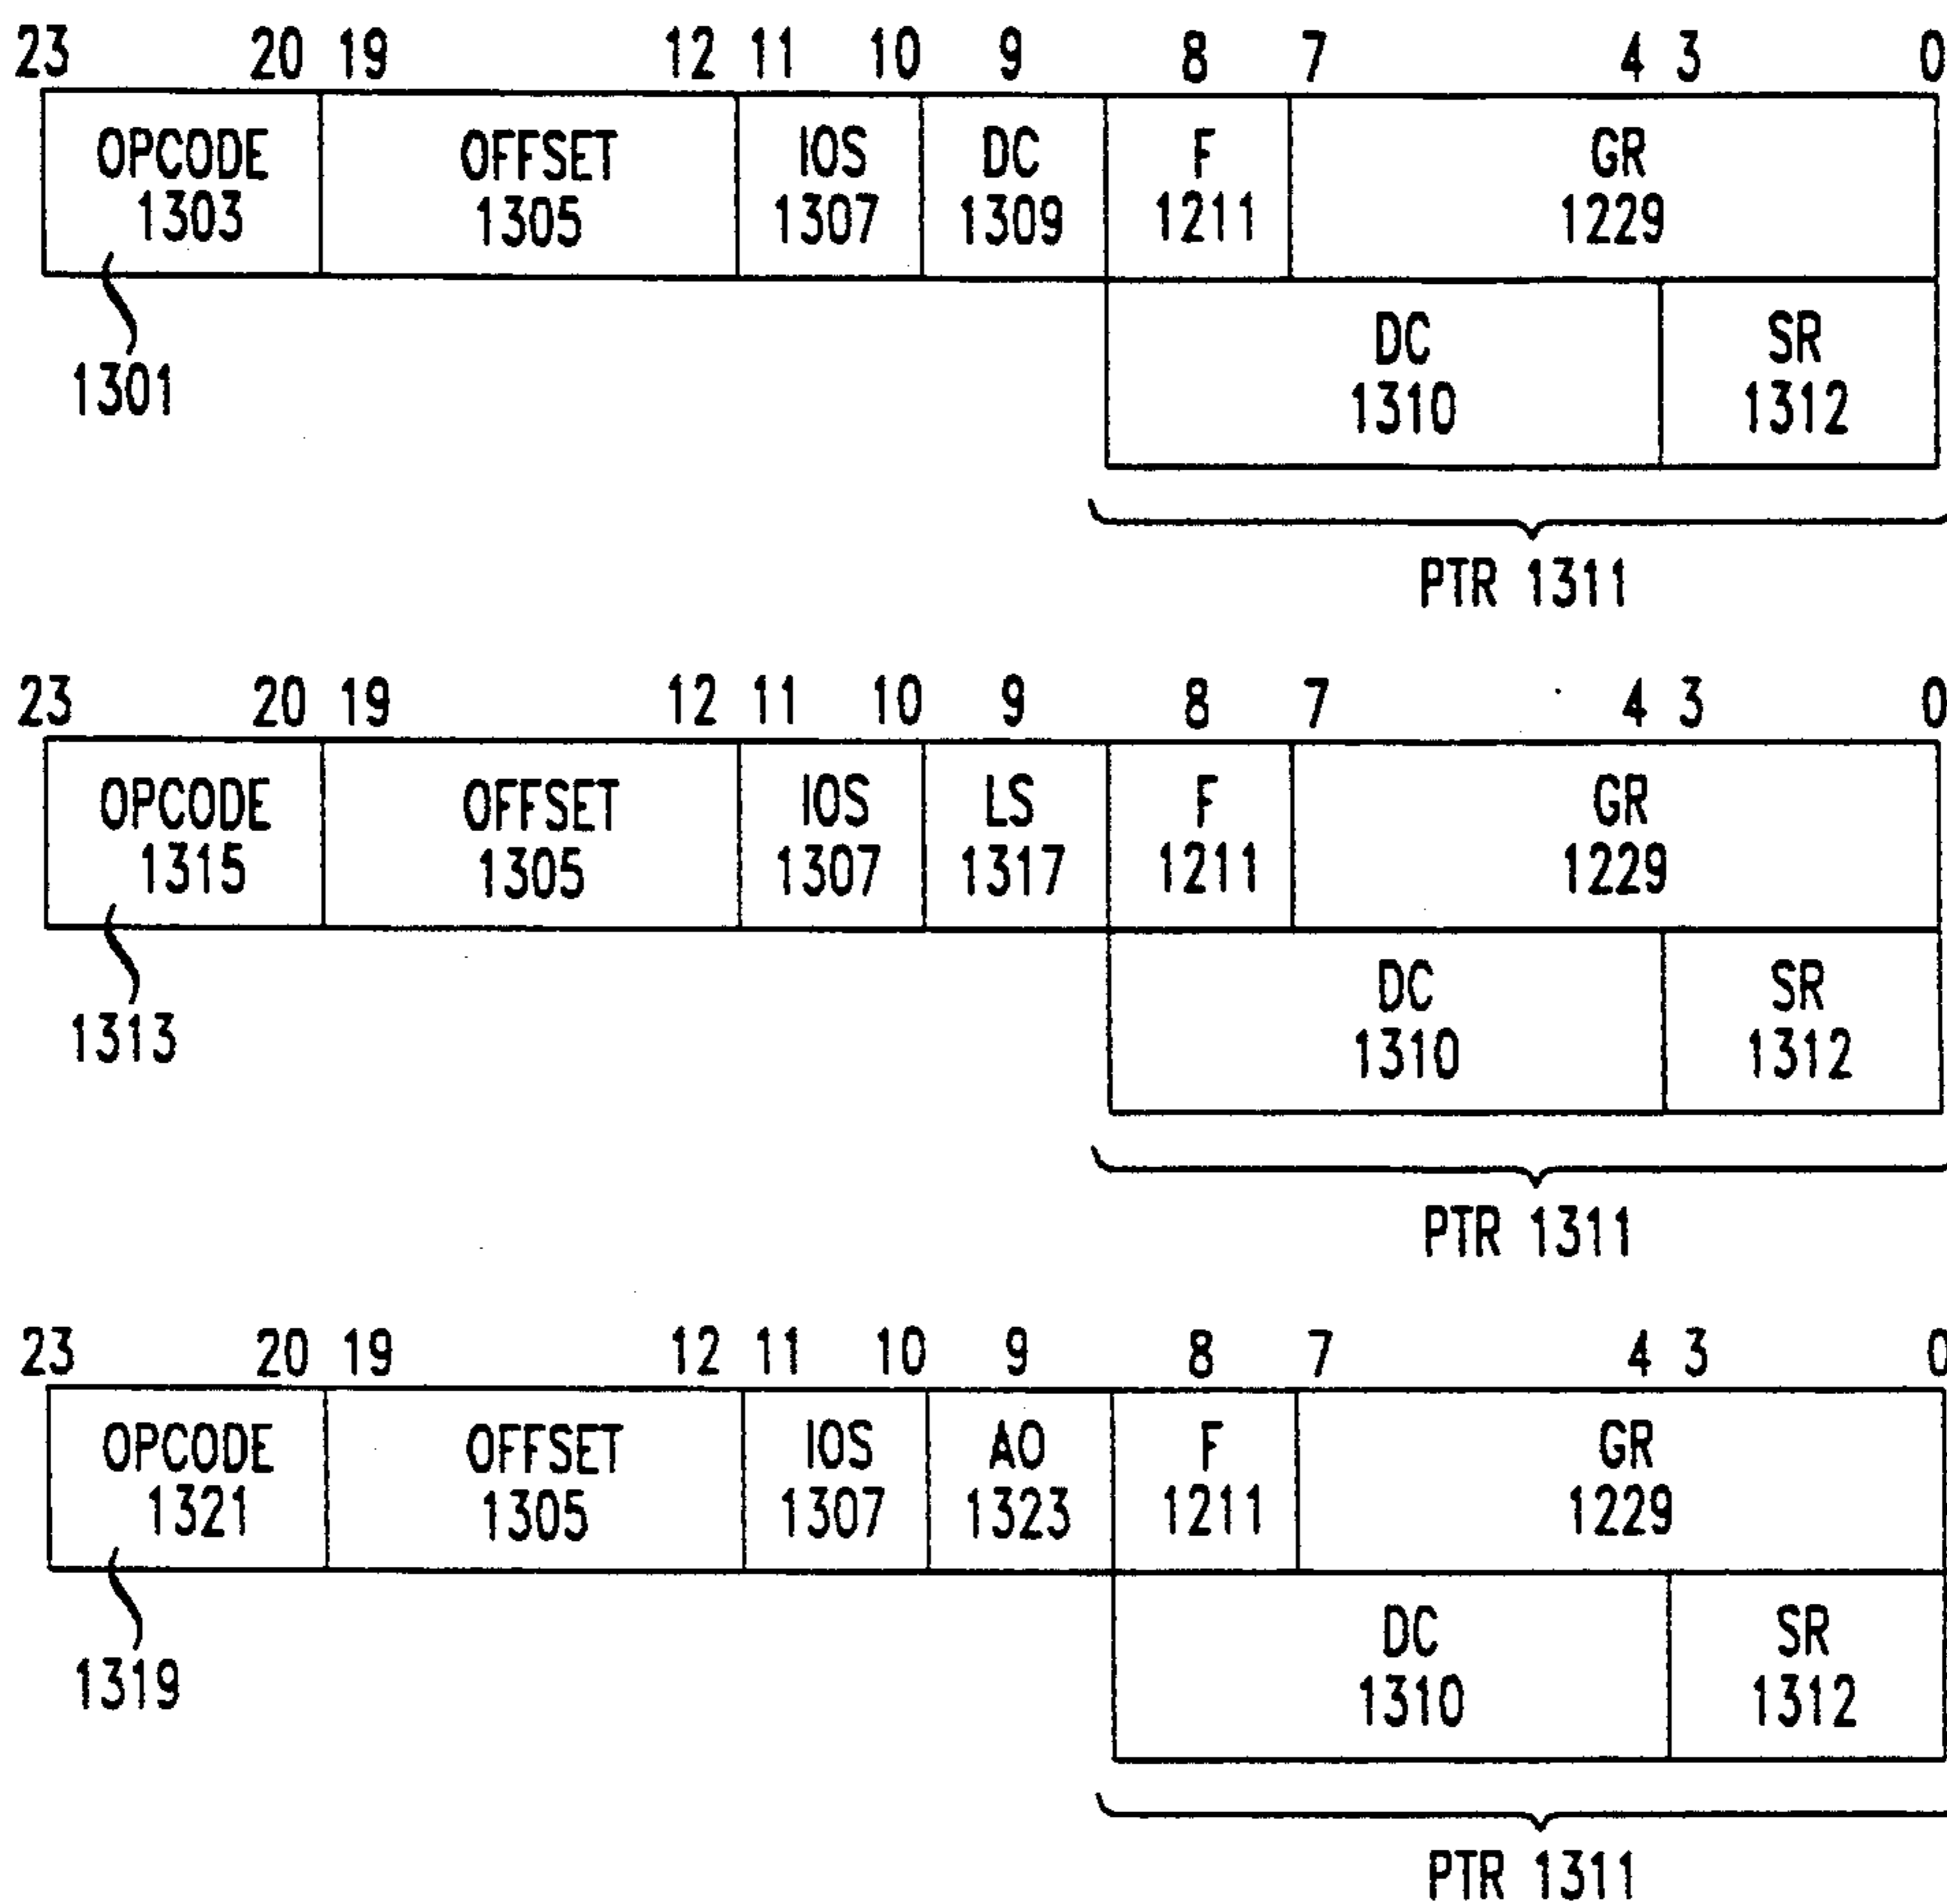 23 20 19 12 11 10 9 8 7 4 3 0
OPCODE OFFSET IOS DC F GR
1303 1305 1307 1309 1211 1229
DC SR
1301 1310 1312
PTR 1311
23 20 19 12 11 10 9 8 7 4 3 0
OPCODE OFFSET IOS LS F GR
1315 1305 1307 1317 1211 1229
DC SR
1313 1310 1312
PTR 1311
23 20 19 12 11 10 9 8 7 4 3 0
OPCODE OFFSET IOS AO F GR
1321 1305 1307 1323 1211 1229
DC SR
1319 1310 1312
PTR 1311